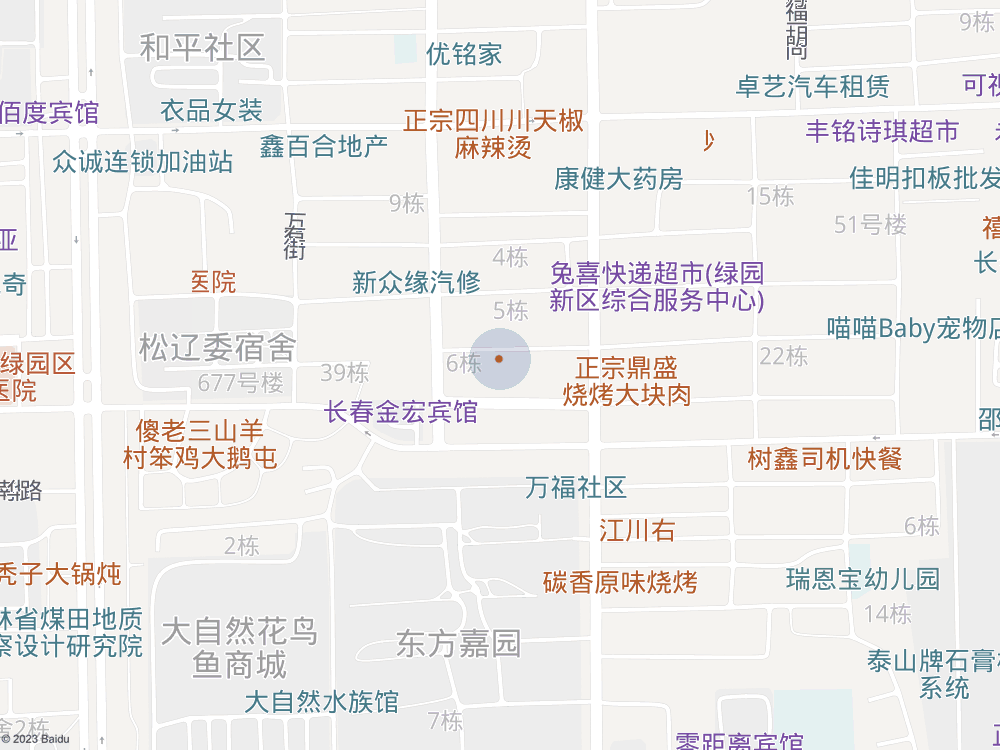 9栋
和平社区
优铭家
卓艺汽车租赁
可视
佰度宾馆
衣品女装
正宗四川川天椒
麻辣烫
丰铭诗琪超市
鑫百合地产
众诚连锁加油站
康健大药房
佳明扣板批发
15栋
9栋
51号楼
4栋
医院
新众缘汽修
兔喜快递超市(绿园
新区综合服务中心)
长
奇
5栋
喵喵Baby宠物店
松辽委宿舍
22栋
绿园区
医院
6栋
正宗鼎盛
烧烤大块肉
39栋
677号楼
长春金宏宾馆
傻老三山羊
村笨鸡大鹅屯
树鑫司机快餐
万福社区
江川右
6栋
2栋
秃子大锅炖
碳香原味烧烤
瑞恩宝幼儿园
14栋
林省煤田地质
察设计研究院
大自然花鸟
鱼商城
东方嘉园
泰山牌石膏板
系统
大自然水族馆
7栋
舍2栋
零距离宾馆
© 2023 Baidu